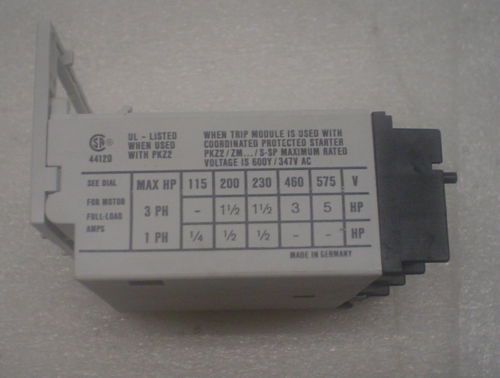 UL - LISTED
WHEN USED
WITH PKZ2
SA ®
44120
WHEN TRIP MODULE IS USED WITH
COORDINATED PROTECTED STARTER
PKZ2/ZM.../S-SP MAXIMUM RATED
VOLTAGE IS 600Y/347V AC
SEE DIAL MAX HP 115 200 230 460 575 V
FOR MOTOR
FULL-LOAD
AMPS
3 PH - 1½ 1½ 3 5 HP
1 PH ¼ ½ ½ - - HP
MADE IN GERMANY